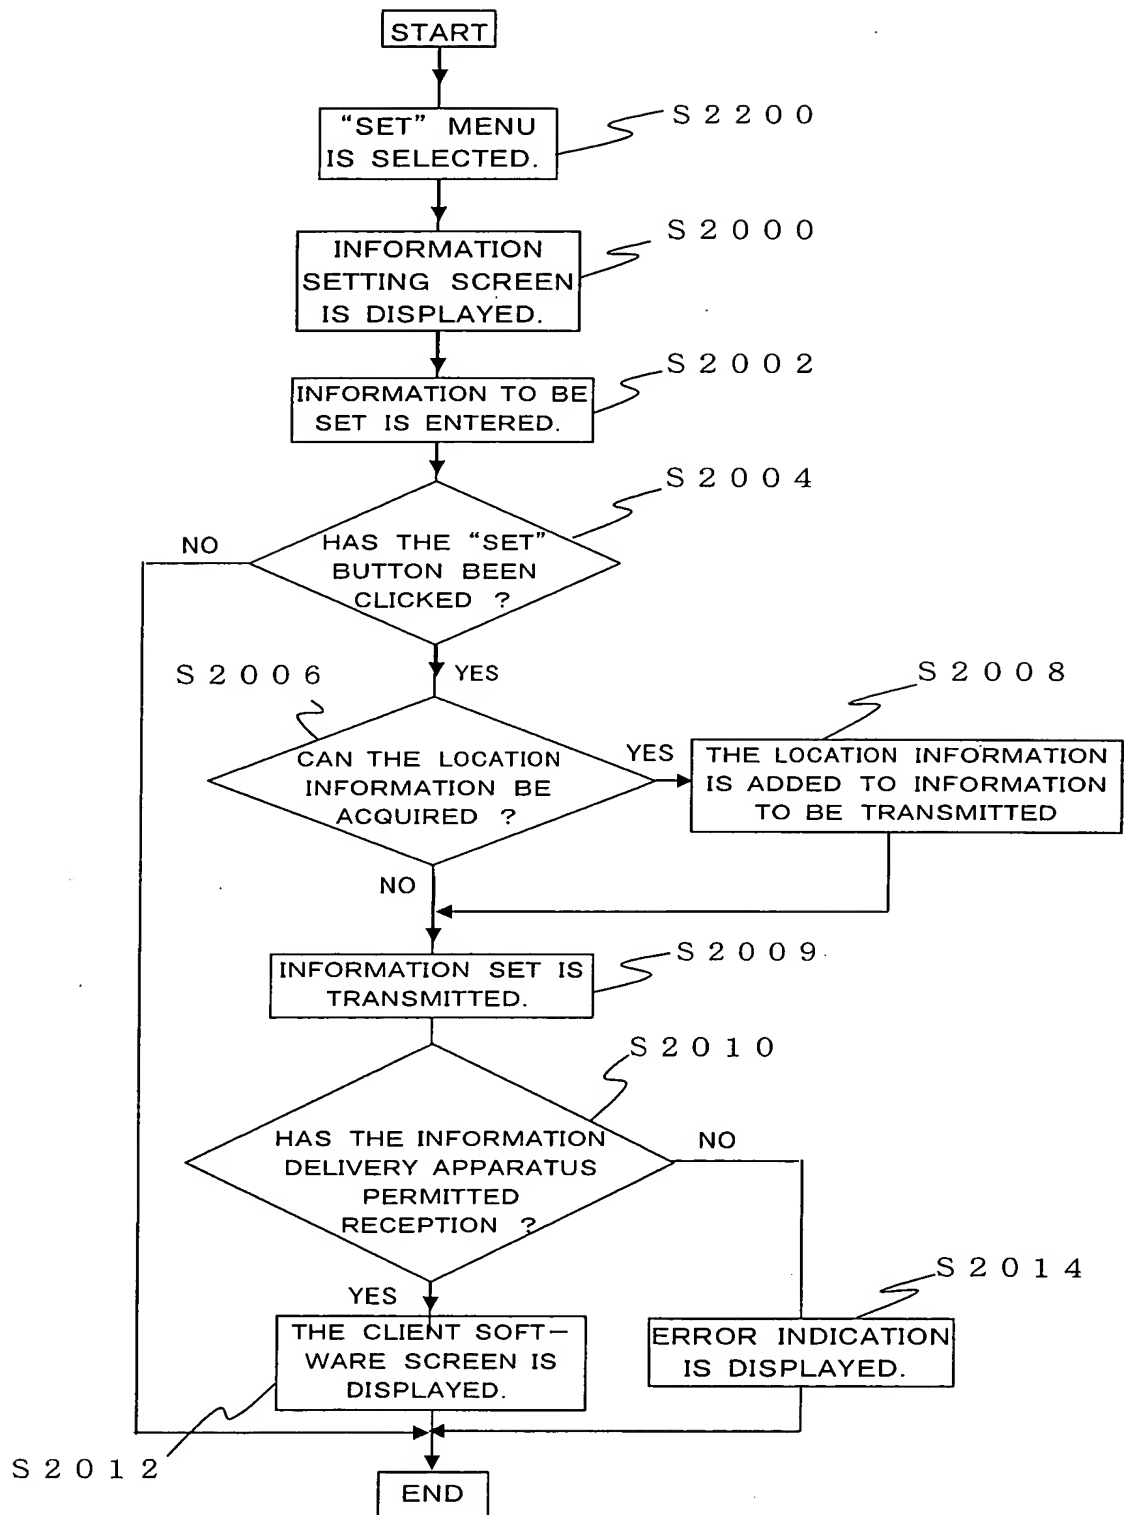 START
“SET” MENU
IS SELECTED.
S2200
INFORMATION
SETTING SCREEN
IS DISPLAYED.
S2000
INFORMATION TO BE
SET IS ENTERED.
S2002
HAS THE “SET”
BUTTON BEEN
CLICKED ?
S2004
NO
YES
S2006
CAN THE LOCATION
INFORMATION BE
ACQUIRED ?
YES
S2008
THE LOCATION INFORMATION
IS ADDED TO INFORMATION
TO BE TRANSMITTED
NO
INFORMATION SET IS
TRANSMITTED.
S2009
S2010
HAS THE INFORMATION
DELIVERY APPARATUS
PERMITTED
RECEPTION ?
NO
YES
THE CLIENT SOFT-
WARE SCREEN IS
DISPLAYED.
S2014
ERROR INDICATION
IS DISPLAYED.
S2012
END